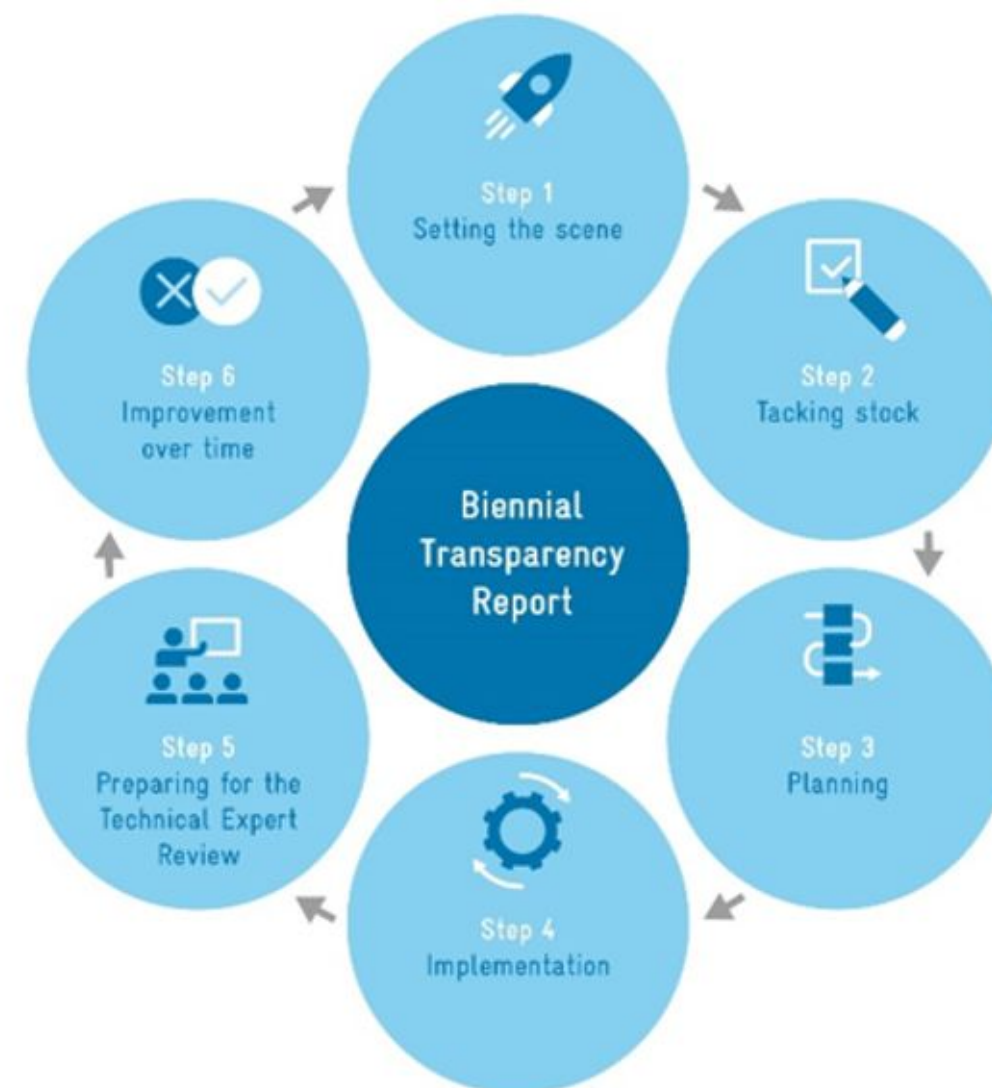 Step 1
Setting the scene
Step 2
Tacking stock
Step 3
Planning
Step 4
Implementation
Step 5
Preparing for the
Technical Expert
Review
Step 6
Improvement
over time
Biennial
Transparency
Report